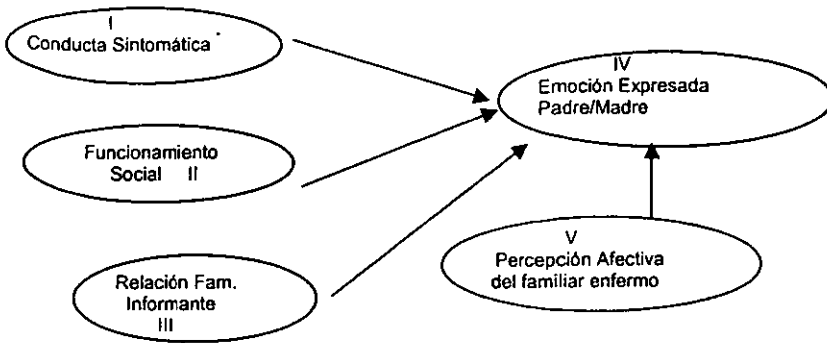 I
Conducta Sintomática
IV
Emoción Expresada
Padre/Madre
Funcionamiento
Social II
V
Percepción Afectiva
del familiar enfermo
Relación Fam.
Informante
III